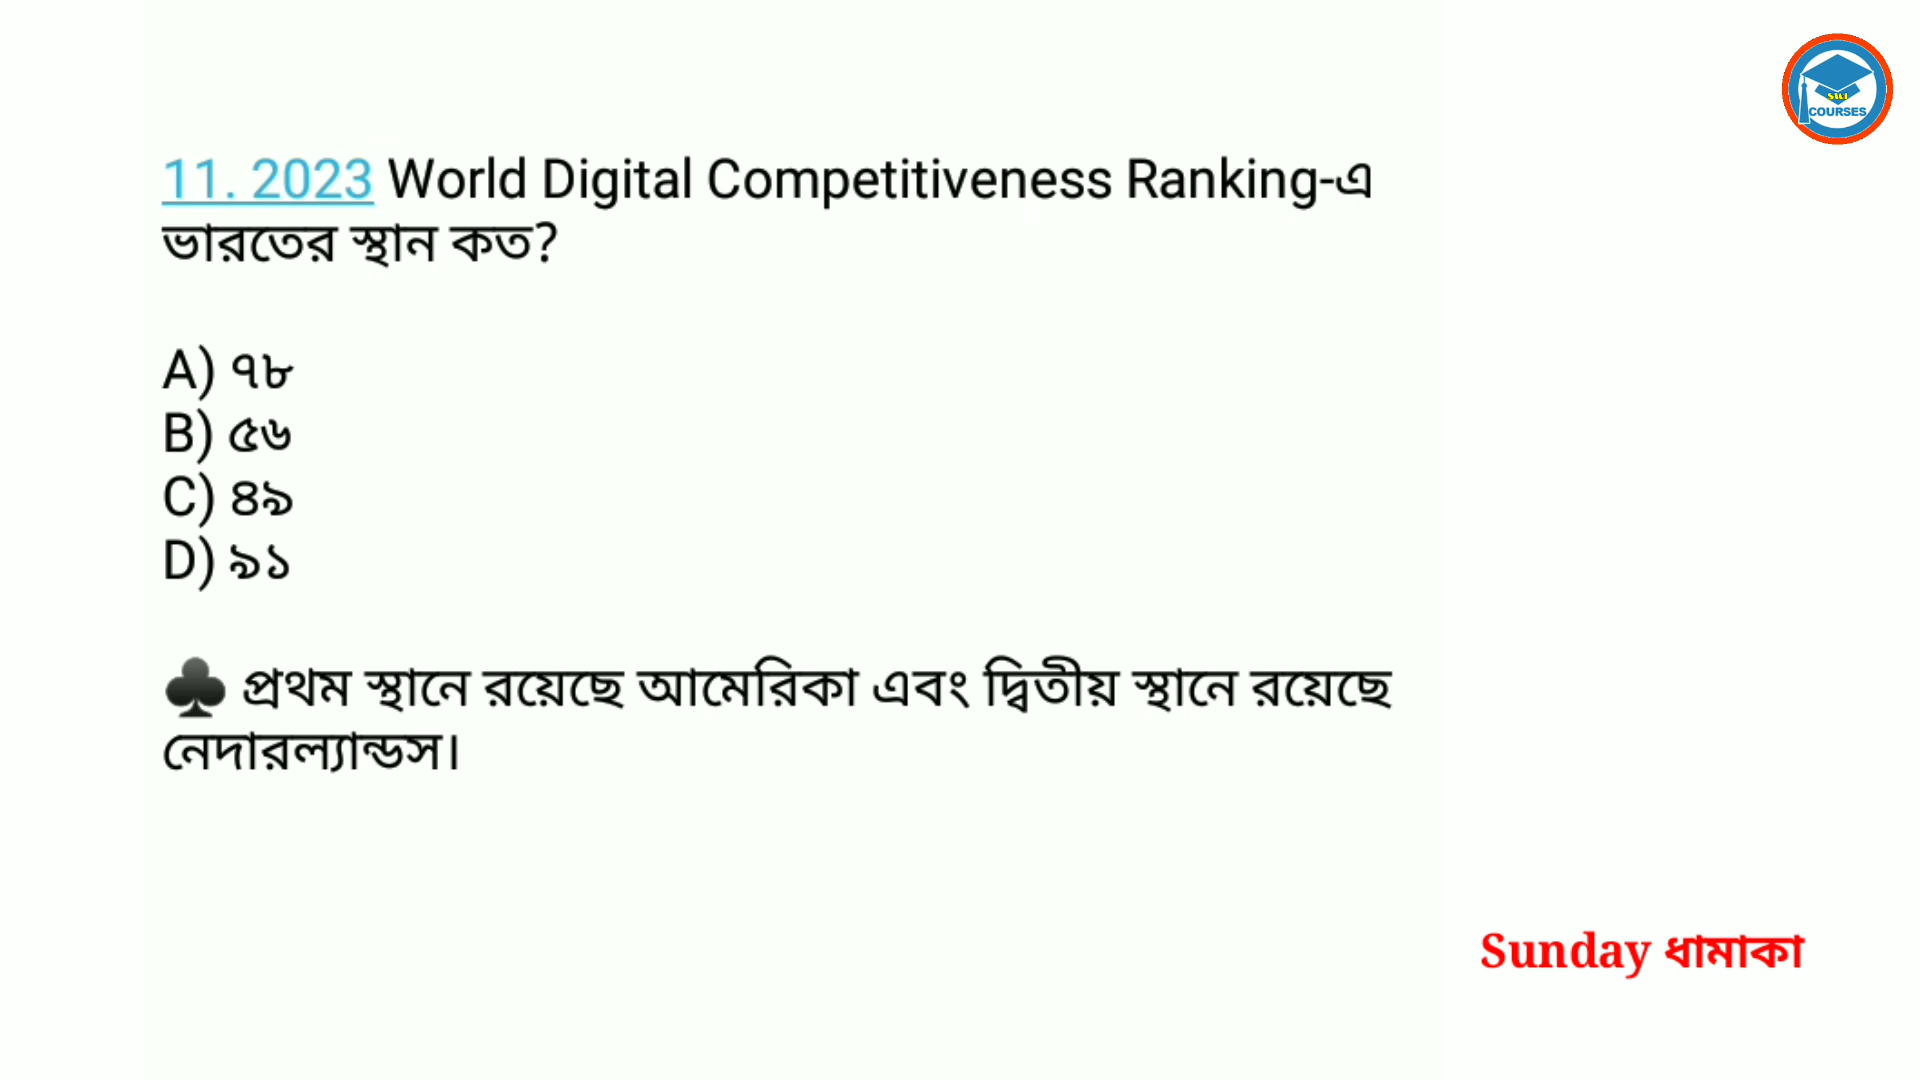 SWI
COURSES
11. 2023 World Digital Competitiveness Ranking-এ
ভারতের স্থান কত?
A) ৭৮
B) ৫৬
C) ৪৯
D) ৯১
♣ প্রথম স্থানে রয়েছে আমেরিকা এবং দ্বিতীয় স্থানে রয়েছে
নেদারল্যান্ডস।
Sunday ধামাকা